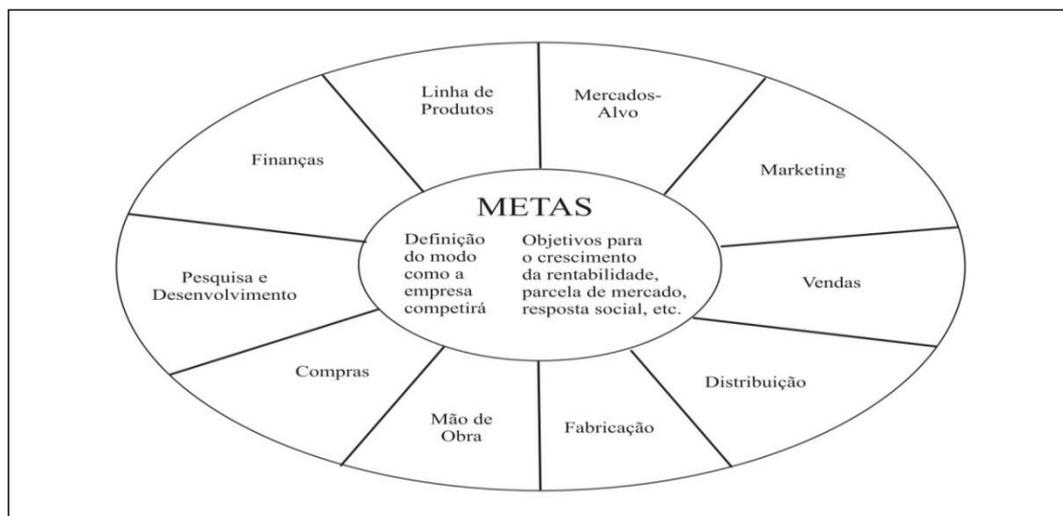 Linha de
Produtos
Mercados-
Alvo
Marketing
Vendas
Distribuição
Fabricação
Mão de
Obra
Compras
Pesquisa e
Desenvolvimento
Finanças
METAS
Definição
do modo
como a
empresa
competirá
Objetivos para
o crescimento
da rentabilidade,
parcela de mercado,
resposta social, etc.